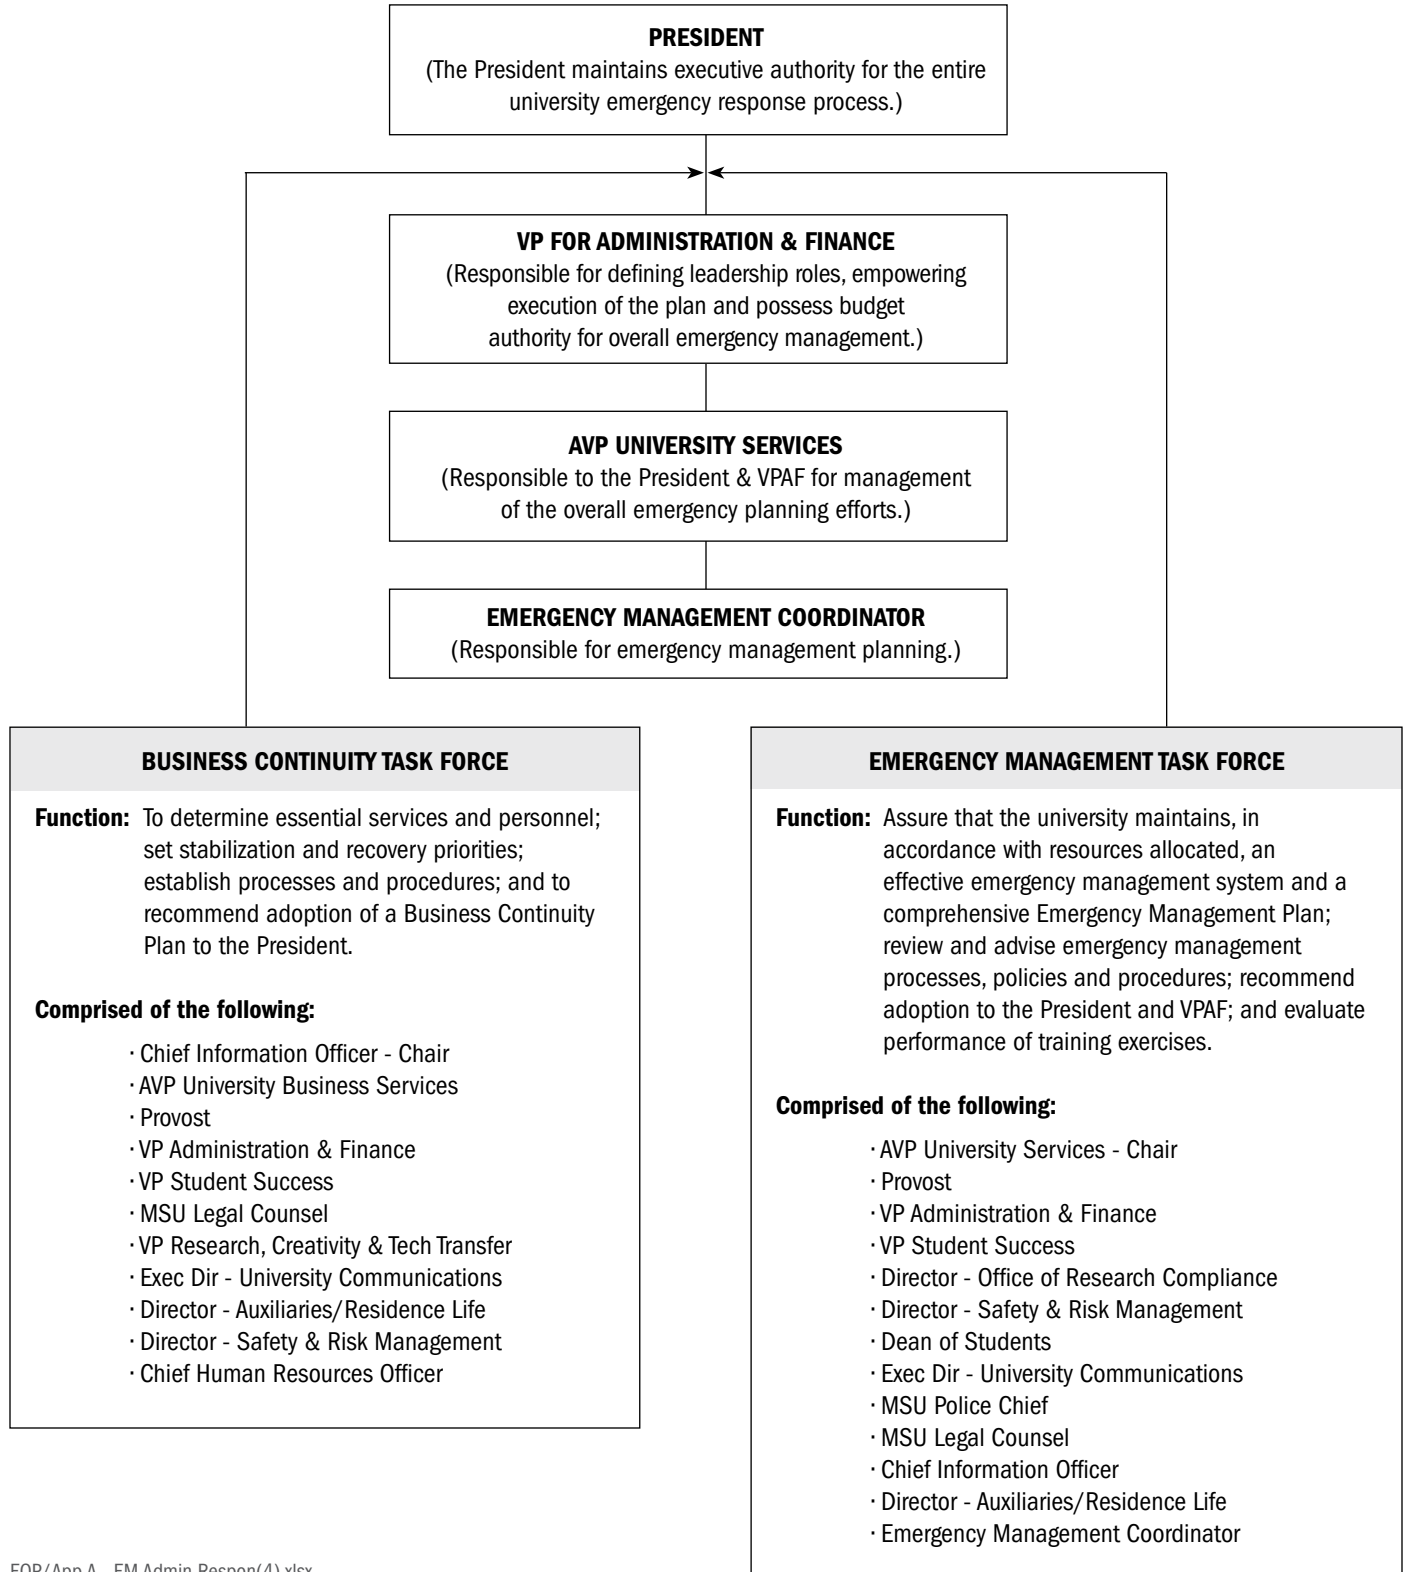 PRESIDENT
(The President maintains executive authority for the entire
university emergency response process.)
VP FOR ADMINISTRATION & FINANCE
(Responsible for defining leadership roles, empowering
execution of the plan and possess budget
authority for overall emergency management.)
AVP UNIVERSITY SERVICES
(Responsible to the President & VPAF for management
of the overall emergency planning efforts.)
EMERGENCY MANAGEMENT COORDINATOR
(Responsible for emergency management planning.)
BUSINESS CONTINUITY TASK FORCE
Function: To determine essential services and personnel;
set stabilization and recovery priorities;
establish processes and procedures; and to
recommend adoption of a Business Continuity
Plan to the President.
Comprised of the following:
· Chief Information Officer - Chair
· AVP University Business Services
· Provost
· VP Administration & Finance
· VP Student Success
· MSU Legal Counsel
· VP Research, Creativity & Tech Transfer
· Exec Dir - University Communications
· Director - Auxiliaries/Residence Life
· Director - Safety & Risk Management
· Chief Human Resources Officer
EMERGENCY MANAGEMENT TASK FORCE
Function: Assure that the university maintains, in
accordance with resources allocated, an
effective emergency management system and a
comprehensive Emergency Management Plan;
review and advise emergency management
processes, policies and procedures; recommend
adoption to the President and VPAF; and evaluate
performance of training exercises.
Comprised of the following:
· AVP University Services - Chair
· Provost
· VP Administration & Finance
· VP Student Success
· Director - Office of Research Compliance
· Director - Safety & Risk Management
· Dean of Students
· Exec Dir - University Communications
· MSU Police Chief
· MSU Legal Counsel
· Chief Information Officer
· Director - Auxiliaries/Residence Life
· Emergency Management Coordinator
EOP/App A - EM Admin Respon(4).xlsx